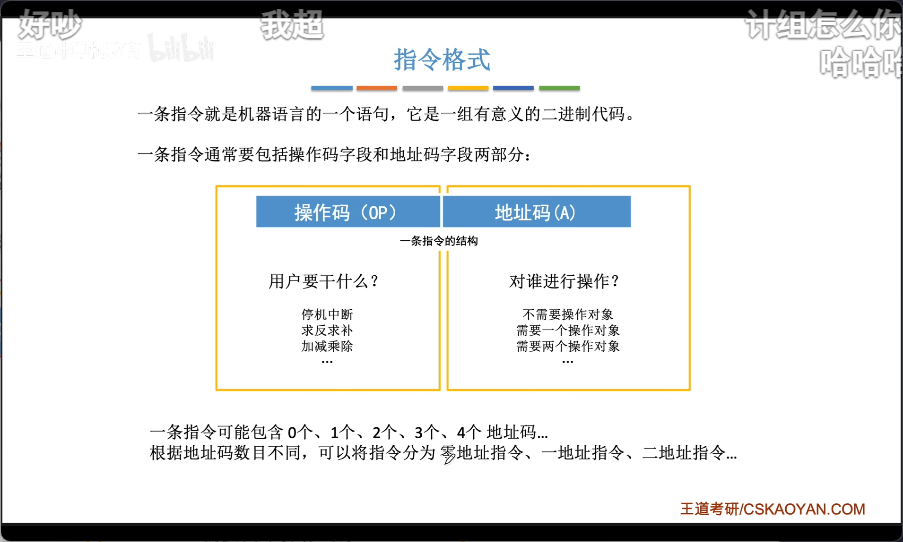 好吵
我超
计组怎么你
哈哈哈
bilibili
指令格式
一条指令就是机器语言的一个语句，它是一组有意义的二进制代码。
一条指令通常要包括操作码字段和地址码字段两部分：
操作码（OP）
地址码(A)
一条指令的结构
用户要干什么？
停机中断
求反求补
加减乘除
…
对谁进行操作？
不需要操作对象
需要一个操作对象
需要两个操作对象
…
一条指令可能包含 0个、1个、2个、3个、4个 地址码…
根据地址码数目不同，可以将指令分为 零地址指令、一地址指令、二地址指令…
王道考研/CSKAOYAN.COM